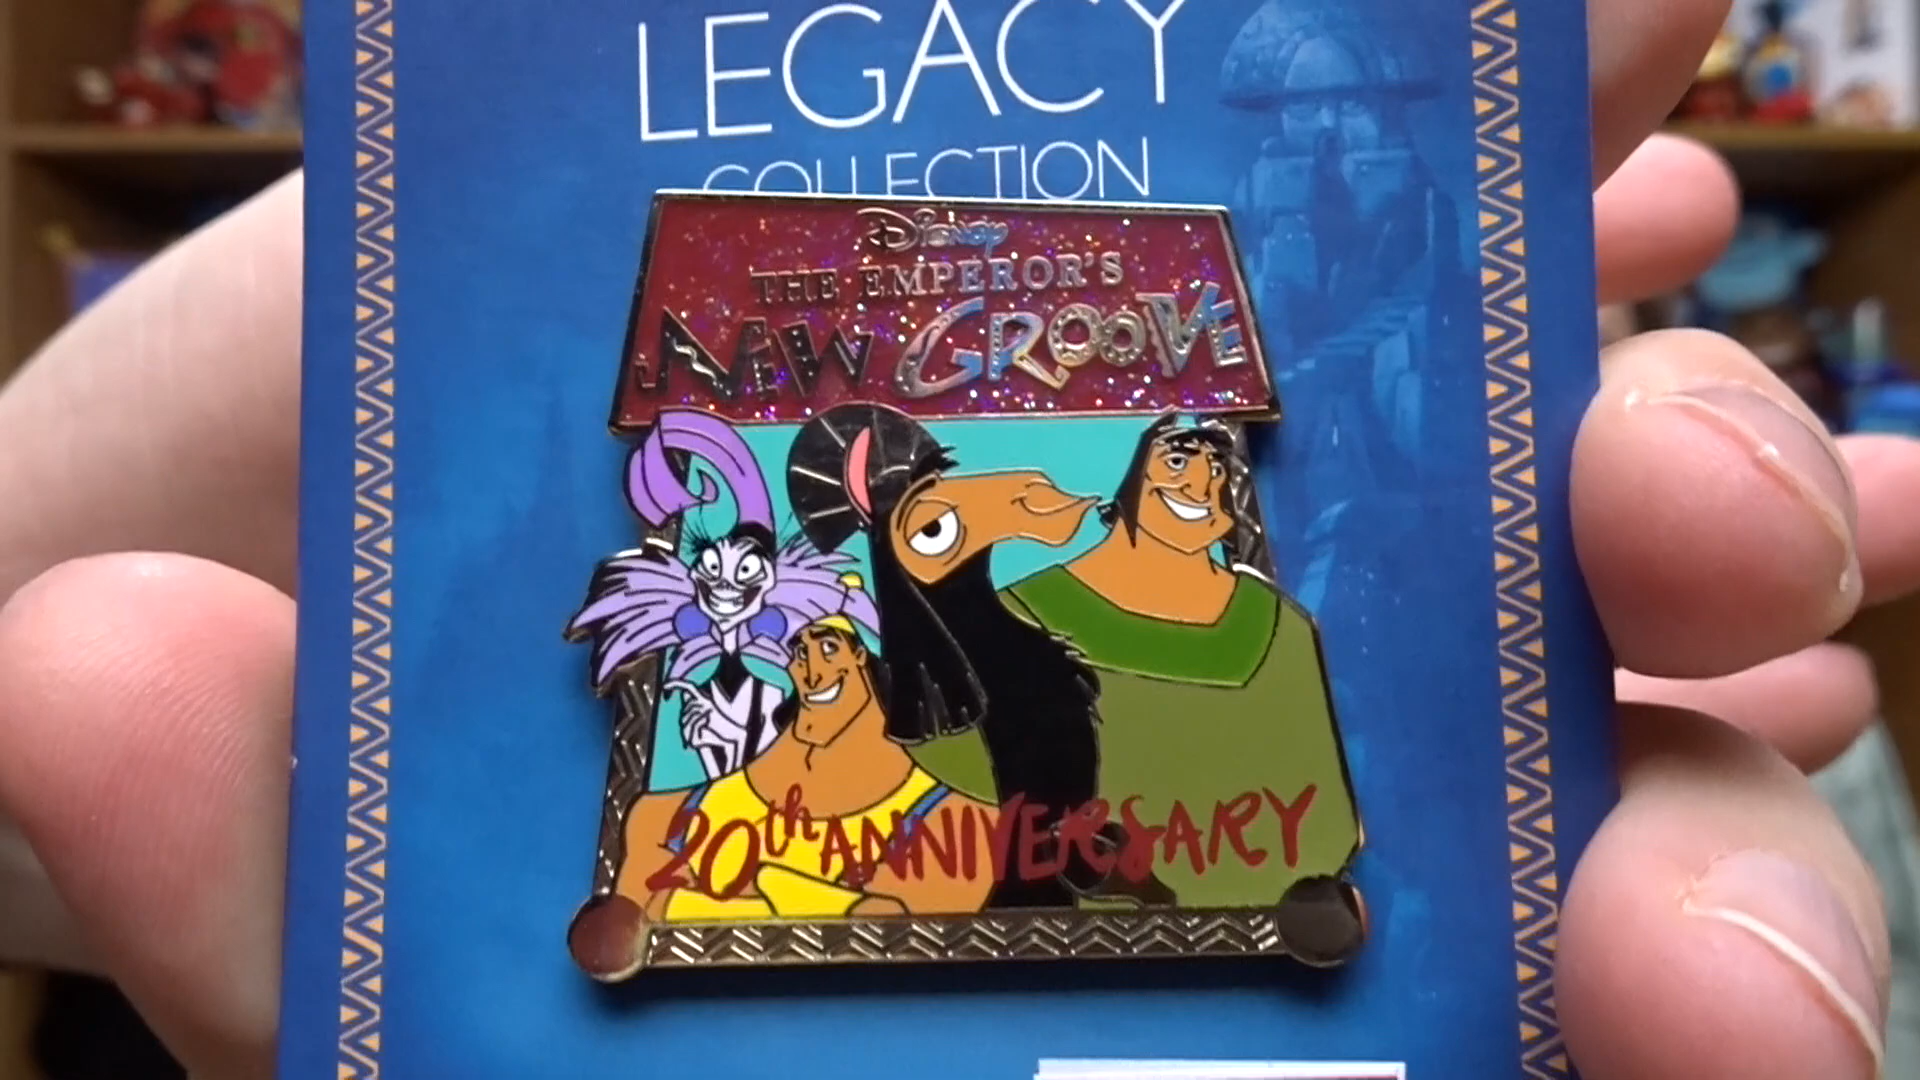 LEGACY
COLLECTION
Disney
THE EMPEROR'S
NEW GROOVE
20th ANNIVERSARY